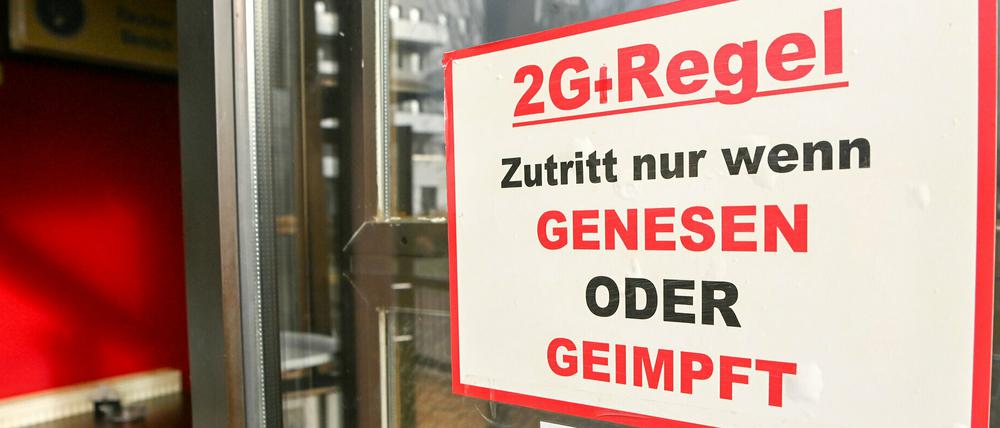 2G+Regel
Zutritt nur wenn
GENESEN
ODER
GEIMPFT